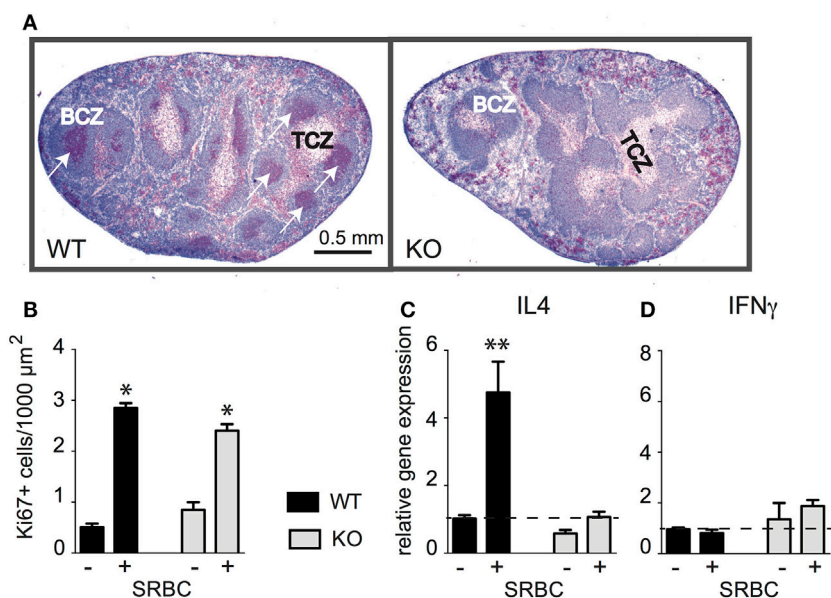 A
BCZ
TCZ
WT
0.5 mm
BCZ
TCZ
KO
B
Ki67+ cells/1000 µm²
4
3
2
1
0
*
*
- + - +
SRBC
WT
KO
C
IL4
relative gene expression
6
4
2
0
**
- + - +
SRBC
D
IFNγ
8
6
4
2
0
- + - +
SRBC